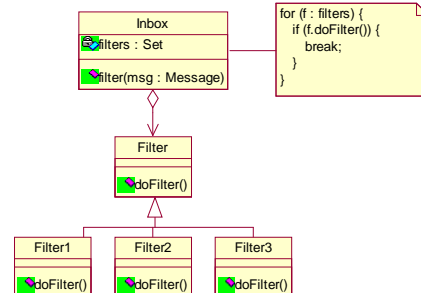 Inbox
filters : Set
filter(msg : Message)
for (f : filters) {
if (f.doFilter()) {
break;
}
}
Filter
doFilter()
Filter1
doFilter()
Filter2
doFilter()
Filter3
doFilter()